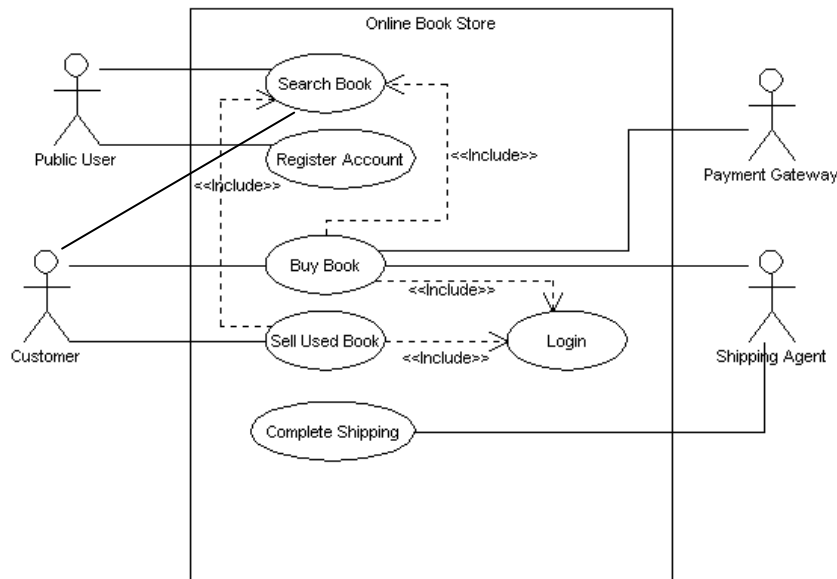 Online Book Store
Search Book
Public User
Register Account
<<Include>>
Payment Gateway
<<Include>>
Buy Book
<<Include>>
Customer
Sell Used Book
<<Include>>
Login
Shipping Agent
Complete Shipping